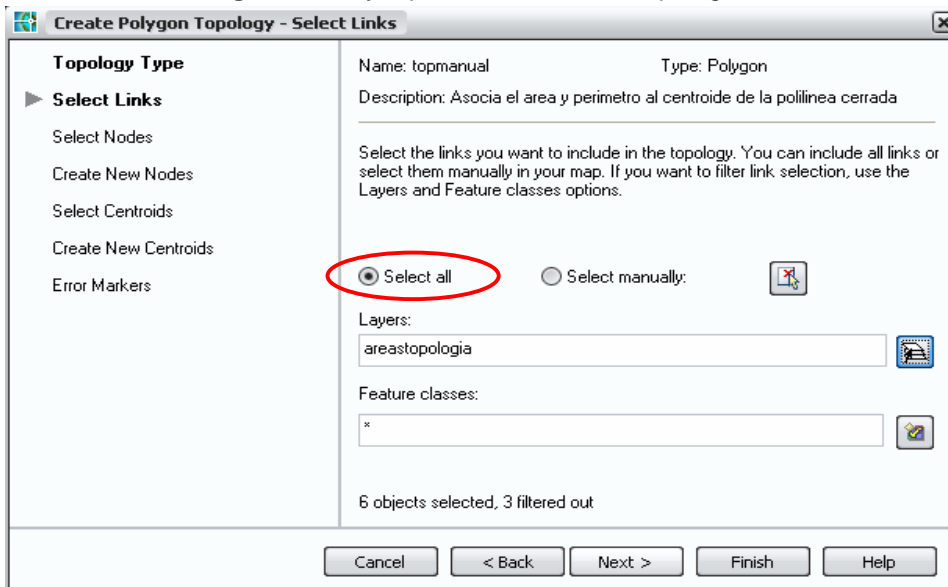 Create Polygon Topology - Select Links
Topology Type
Select Links
Select Nodes
Create New Nodes
Select Centroids
Create New Centroids
Error Markers
Name: topmanual Type: Polygon
Description: Asocia el area y perimetro al centroide de la polilinea cerrada
Select the links you want to include in the topology. You can include all links or
select them manually in your map. If you want to filter link selection, use the
Layers and Feature classes options.
Select all Select manually:
Layers:
areastopologia
Feature classes:
*
6 objects selected, 3 filtered out
Cancel < Back Next > Finish Help